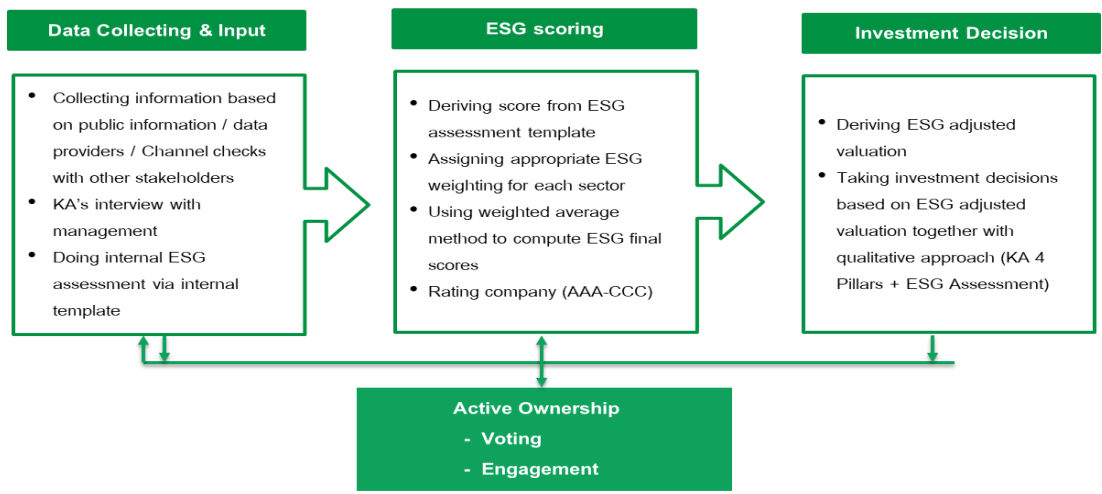 Data Collecting & Input
• Collecting information based
on public information / data
providers / Channel checks
with other stakeholders
• KA's interview with
management
• Doing internal ESG
assessment via internal
template
ESG scoring
• Deriving score from ESG
assessment template
• Assigning appropriate ESG
weighting for each sector
• Using weighted average
method to compute ESG final
scores
• Rating company (AAA-CCC)
Investment Decision
• Deriving ESG adjusted
valuation
• Taking investment decisions
based on ESG adjusted
valuation together with
qualitative approach (KA 4
Pillars + ESG Assessment)
Active Ownership
- Voting
- Engagement